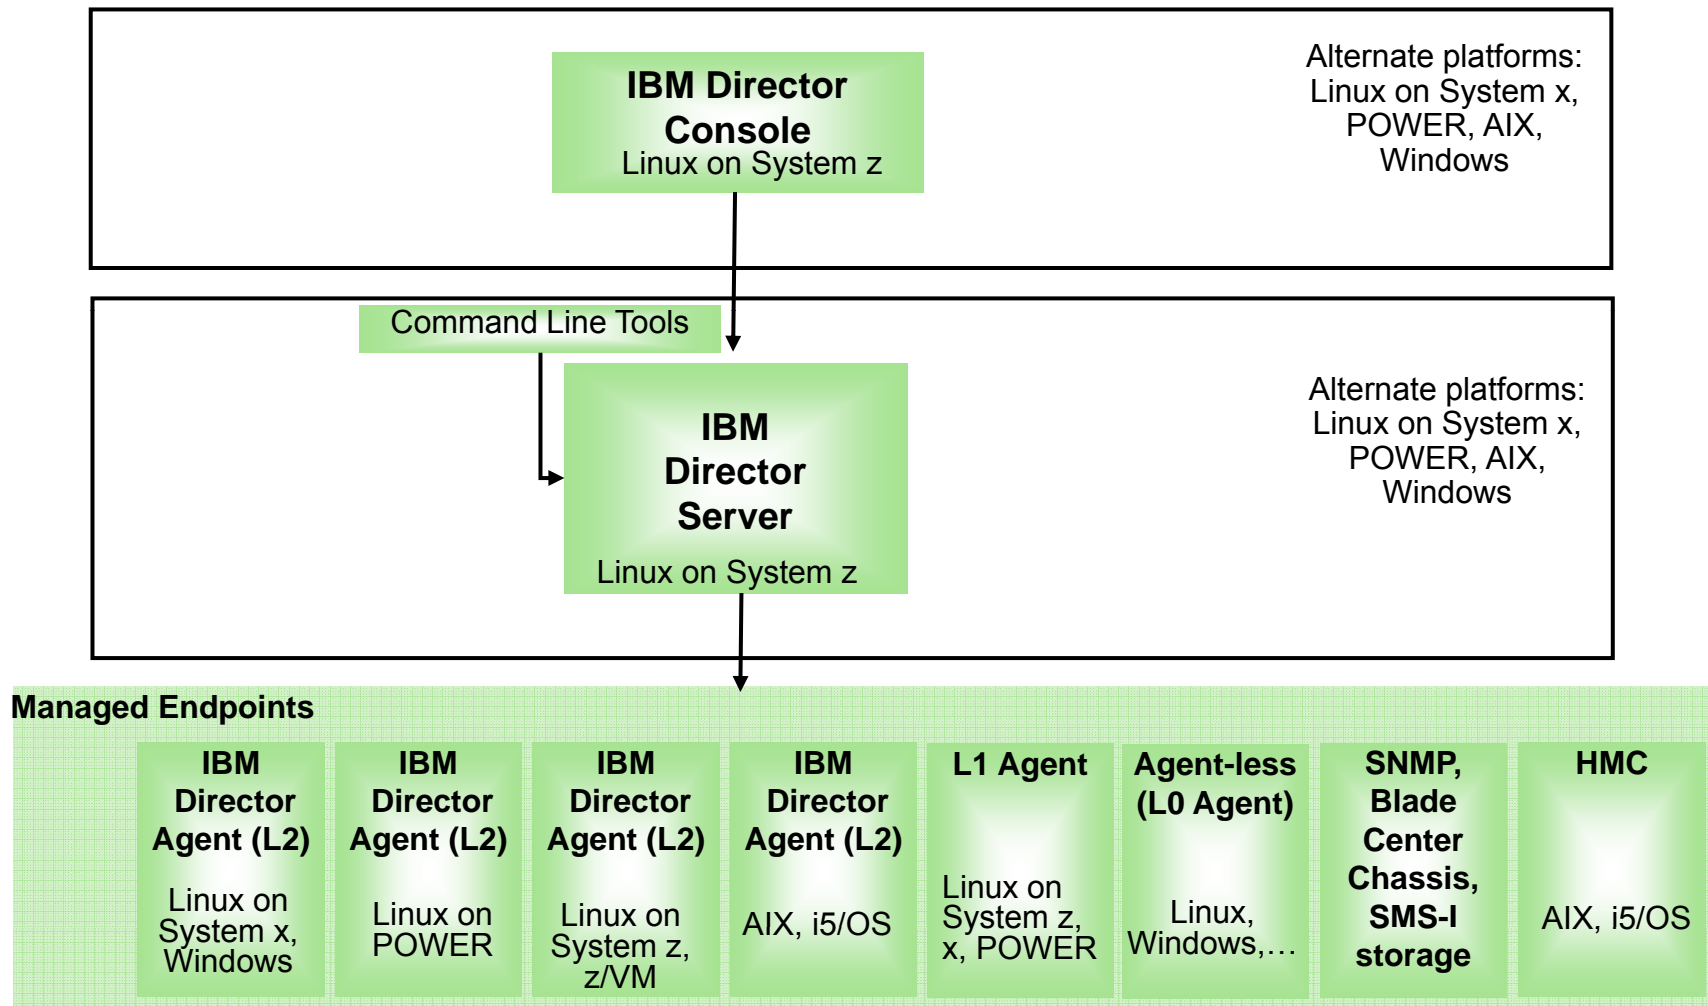 IBM Director
Console
Linux on System z
Alternate platforms:
Linux on System x,
POWER, AIX,
Windows
Command Line Tools
IBM
Director
Server
Linux on System z
Alternate platforms:
Linux on System x,
POWER, AIX,
Windows
Managed Endpoints
IBM
Director
Agent (L2)
Linux on
System x,
Windows
IBM
Director
Agent (L2)
Linux on
POWER
IBM
Director
Agent (L2)
Linux on
System z,
z/VM
IBM
Director
Agent (L2)
AIX, i5/OS
L1 Agent
Linux on
System z,
x, POWER
Agent-less
(L0 Agent)
Linux,
Windows,…
SNMP,
Blade
Center
Chassis,
SMS-I
storage
HMC
AIX, i5/OS